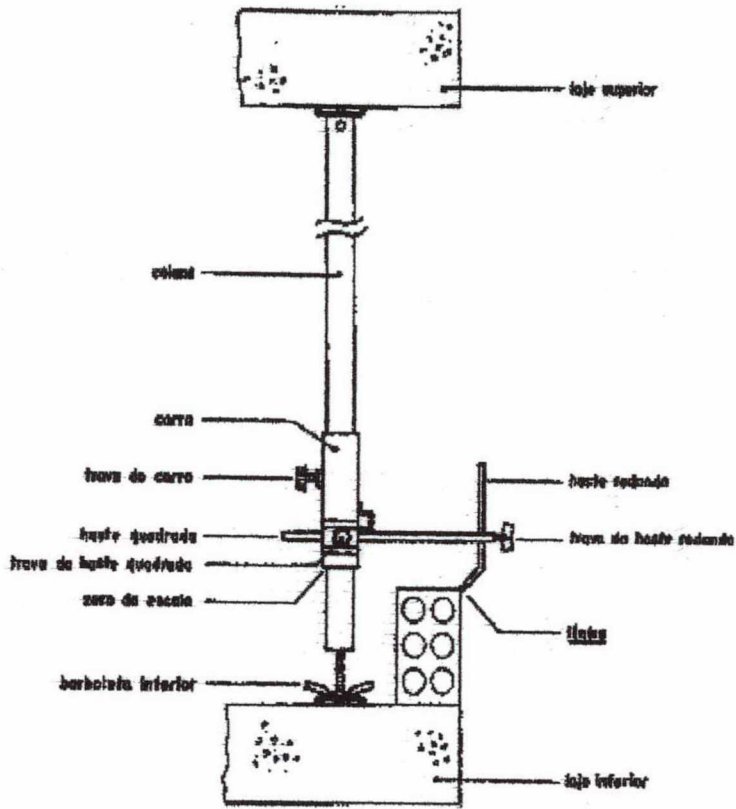 laje superior
coluna
carro
trava do carro
haste redonda
haste quadrada
trava da haste redonda
trava da haste quadrada
zero da escala
borboleta inferior
laje inferior